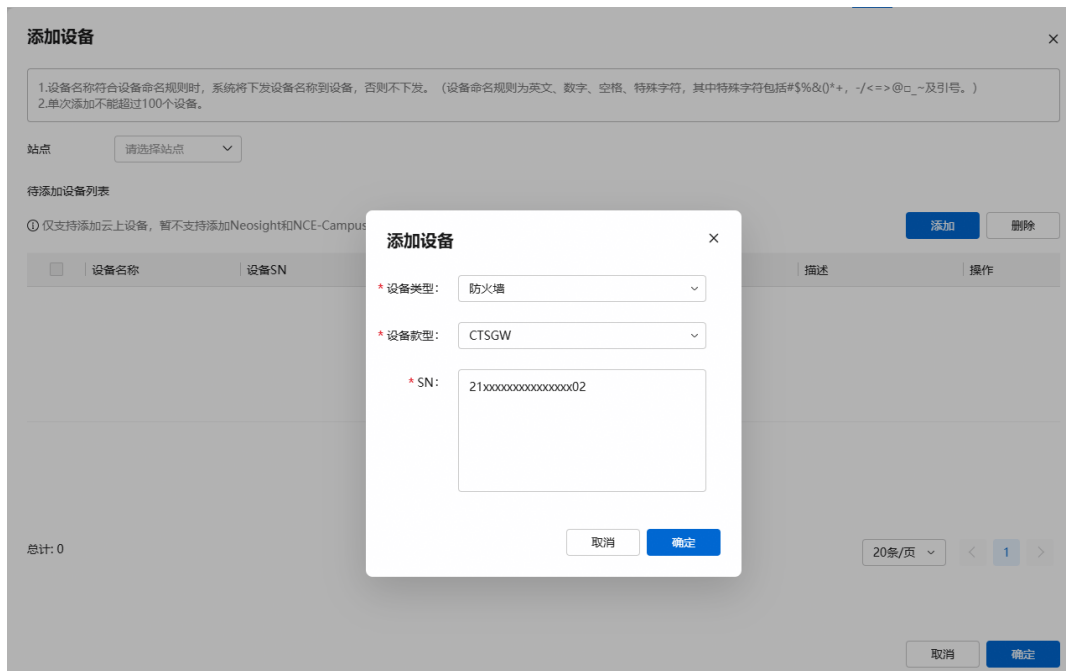 添加设备
1.设备名称符合设备命名规则时，系统将下发设备名称到设备，否则不下发。（设备命名规则为英文、数字、空格、特殊字符，其中特殊字符包括#$%&()*+，-/<=>@□_~及引号。）
2.单次添加不能超过100个设备。
站点
请选择站点
待添加设备列表
仅支持添加云上设备，暂不支持添加Neosight和NCE-Campus
添加
删除
设备名称
设备SN
描述
操作
添加设备
* 设备类型：
防火墙
* 设备款型：
CTSGW
* SN：
21xxxxxxxxxxxxxxx02
取消
确定
总计: 0
20条/页
1
取消
确定